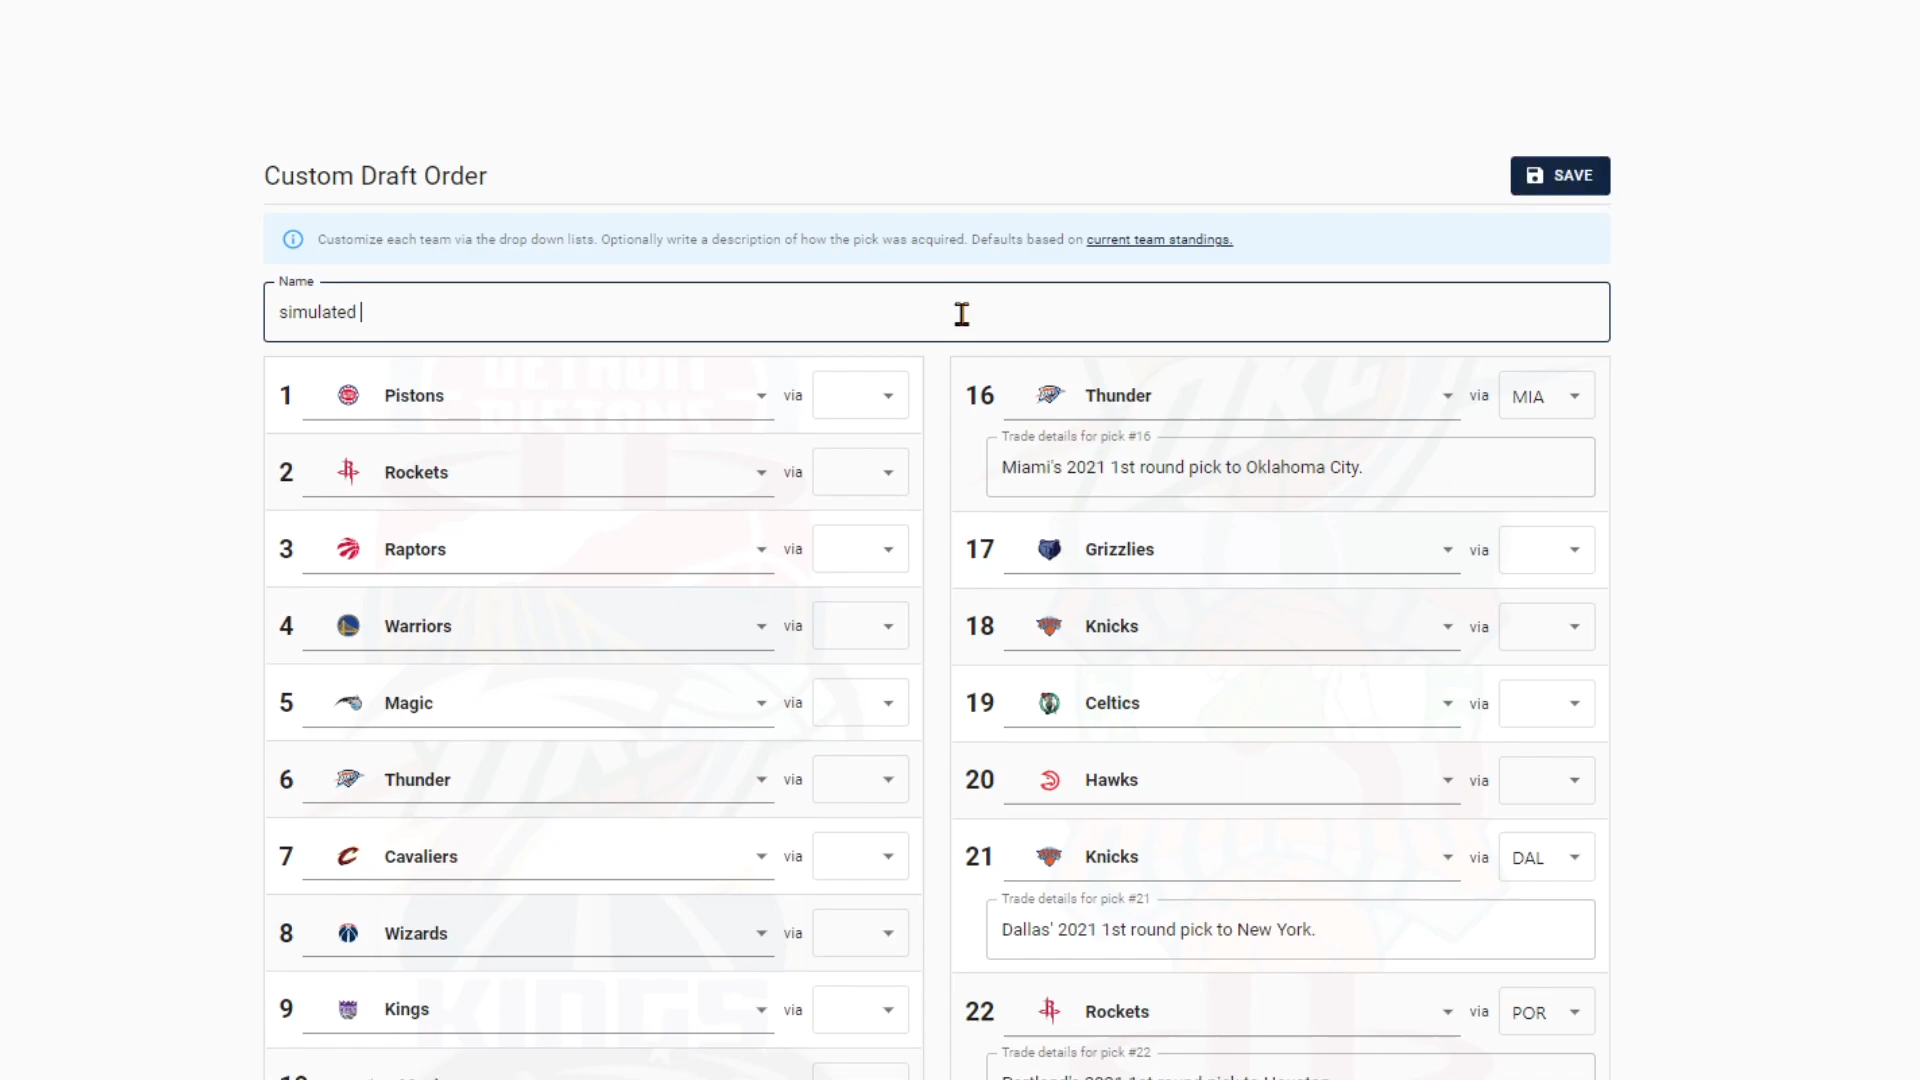 Custom Draft Order
SAVE
Customize each team via the drop down lists. Optionally write a description of how the pick was acquired. Defaults based on current team standings.
Name
simulated
1 Pistons via
2 Rockets via
3 Raptors via
4 Warriors via
5 Magic via
6 Thunder via
7 Cavaliers via
8 Wizards via
9 Kings via
16 Thunder via MIA
Trade details for pick #16
Miami's 2021 1st round pick to Oklahoma City.
17 Grizzlies via
18 Knicks via
19 Celtics via
20 Hawks via
21 Knicks via DAL
Trade details for pick #21
Dallas' 2021 1st round pick to New York.
22 Rockets via POR
Trade details for pick #22